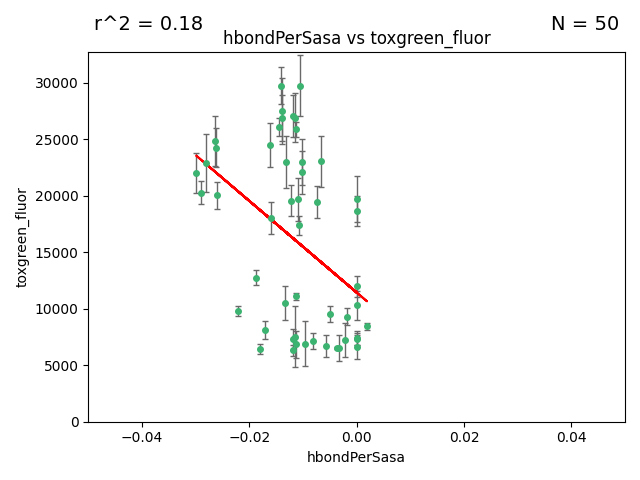 r^2 = 0.18
N = 50
hbondPerSasa vs toxgreen_fluor
30000
25000
20000
15000
10000
5000
0
toxgreen_fluor
−0.04
−0.02
0.00
0.02
0.04
hbondPerSasa